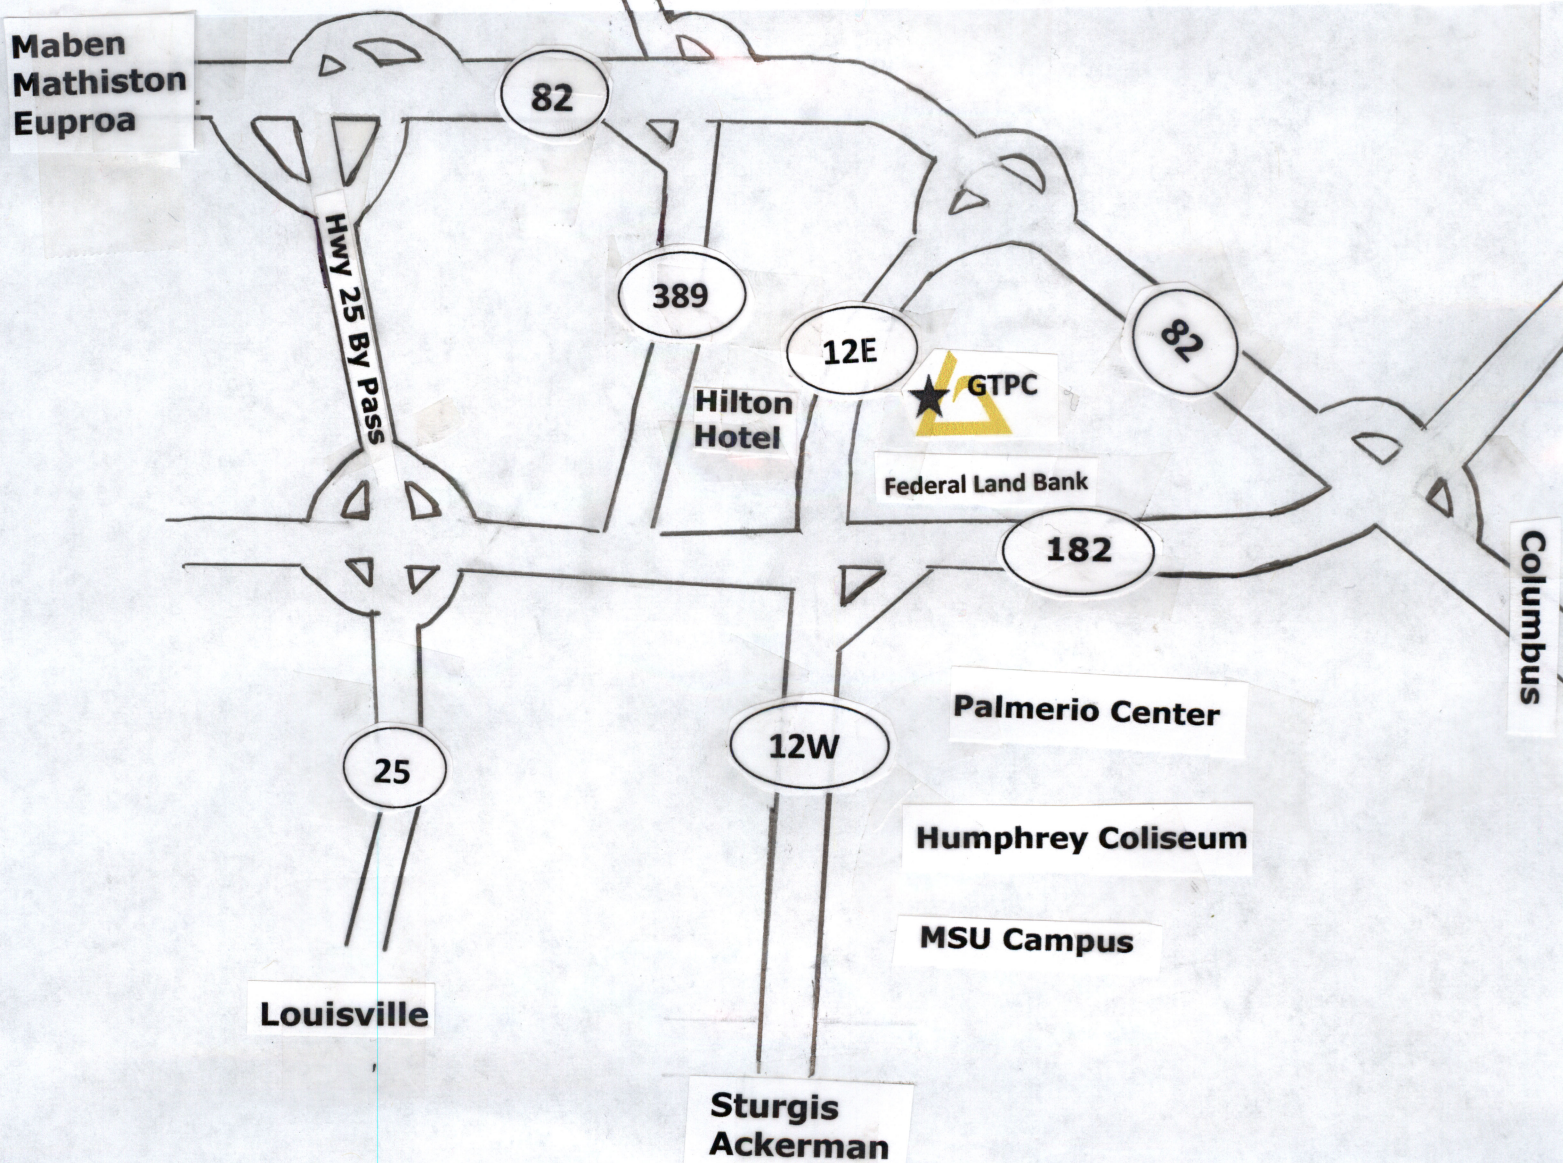 Maben
Mathiston
Euproa
82
Hwy 25 By Pass
389
12E
82
GTPC
Hilton
Hotel
Federal Land Bank
182
Columbus
Palmerio Center
25
12W
Humphrey Coliseum
MSU Campus
Louisville
Sturgis
Ackerman